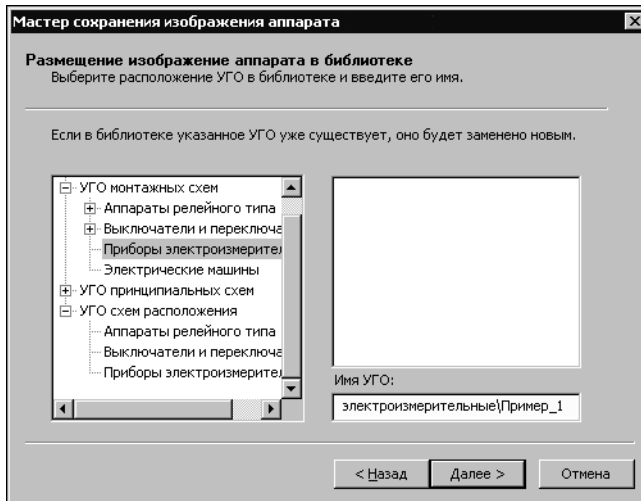 Мастер сохранения изображения аппарата
Размещение изображение аппарата в библиотеке
Выберите расположение УГО в библиотеке и введите его имя.
Если в библиотеке указанное УГО уже существует, оно будет заменено новым.
УГО монтажных схем
Аппараты релейного типа
Выключатели и переключа
Приборы электроизмерител
Электрические машины
УГО принципиальных схем
УГО схем расположения
Аппараты релейного типа
Выключатели и переключа
Приборы электроизмерител
Имя УГО:
электроизмерительные\Пример_1
< Назад
Далее >
Отмена